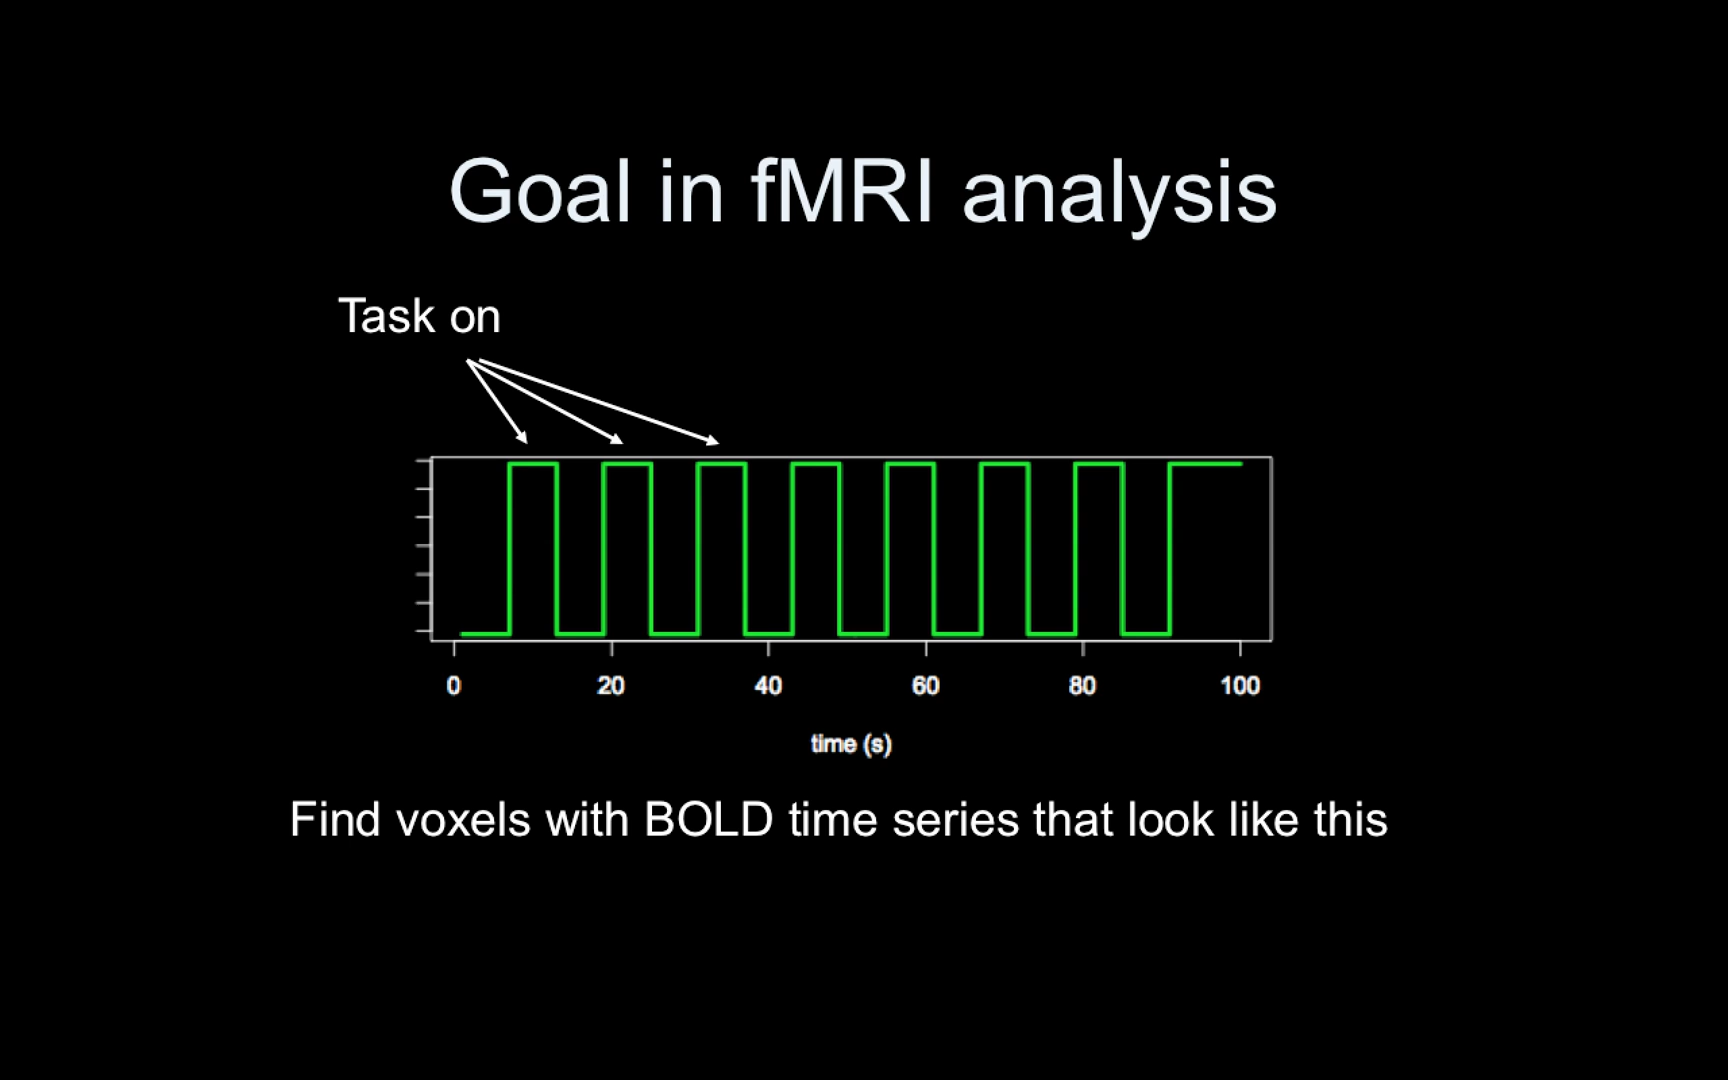 Goal in fMRI analysis
Task on
0 20 40 60 80 100
time (s)
Find voxels with BOLD time series that look like this